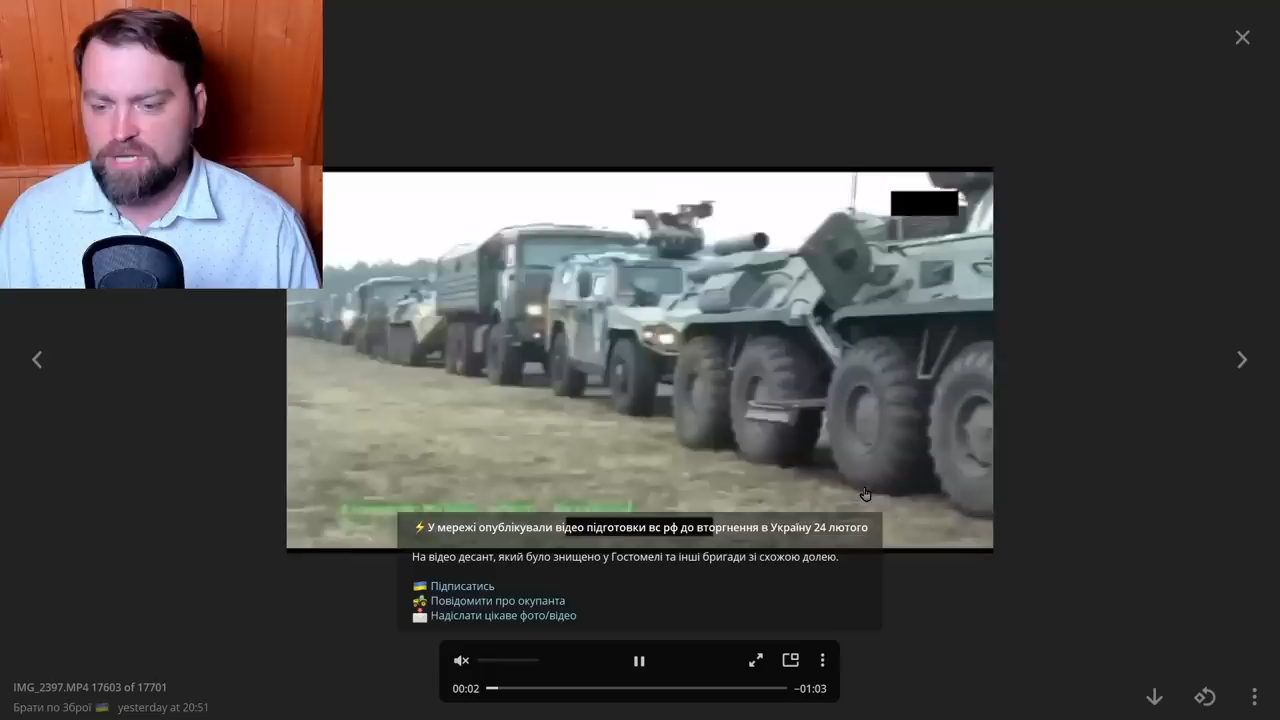 ⚡У мережі опублікували відео підготовки вс рф до вторгнення в Україну 24 лютого
На відео десант, який було знищено у Гостомелі та інші бригади зі схожою долею.
🇺🇦 Підписатись
🚜 Повідомити про окупанта
📩 Надіслати цікаве фото/відео
00:02
−01:03
IMG_2397.MP4 17603 of 17701
Брати по Зброї 🇺🇦 yesterday at 20:51